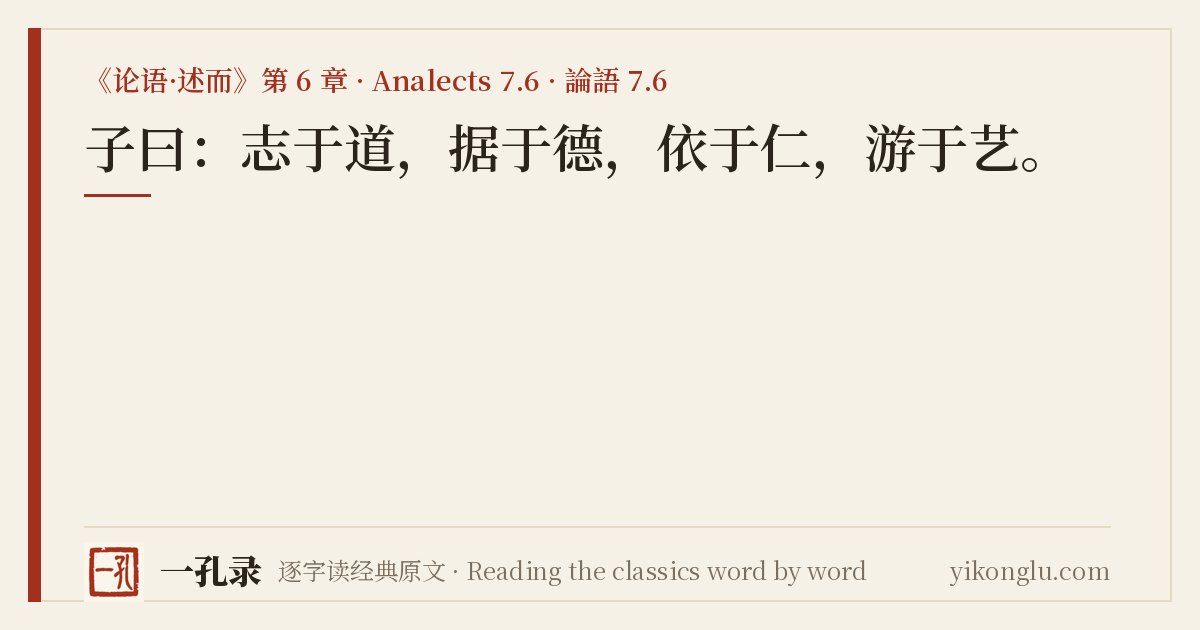 《论语·述而》第 6 章 · Analects 7.6 · 論語 7.6
子曰：志于道，据于德，依于仁，游于艺。
一孔
一孔录 逐字读经典原文 · Reading the classics word by word yikonglu.com